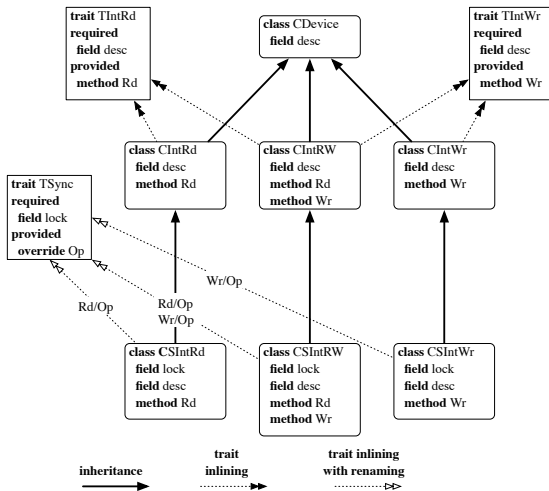 trait TIntRd
required
field desc
provided
method Rd
class CDevice
field desc
trait TIntWr
required
field desc
provided
method Wr
class CIntRd
field desc
method Rd
class CIntRW
field desc
method Rd
method Wr
class CIntWr
field desc
method Wr
trait TSync
required
field lock
provided
override Op
Rd/Op
Rd/Op
Wr/Op
Wr/Op
class CSIntRd
field lock
field desc
method Rd
class CSIntRW
field lock
field desc
method Rd
method Wr
class CSIntWr
field lock
field desc
method Wr
inheritance
trait
inlining
trait inlining
with renaming